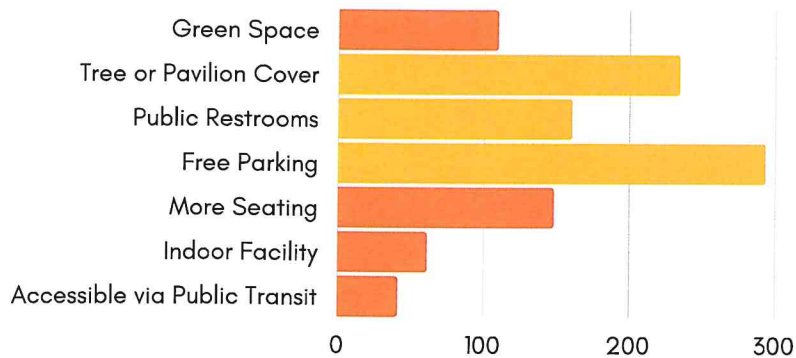 Green Space
Tree or Pavilion Cover
Public Restrooms
Free Parking
More Seating
Indoor Facility
Accessible via Public Transit
0 100 200 300